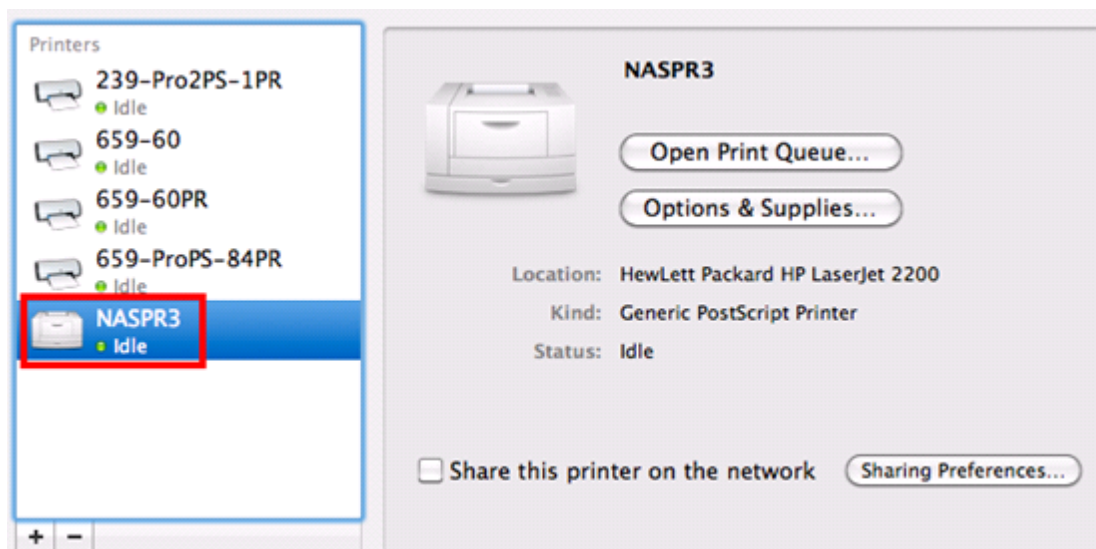 Printers
239-Pro2PS-1PR
Idle
659-60
Idle
659-60PR
Idle
659-ProPS-84PR
Idle
NASPR3
Idle
+ −
NASPR3
Open Print Queue...
Options & Supplies...
Location: HewLett Packard HP LaserJet 2200
Kind: Generic PostScript Printer
Status: Idle
Share this printer on the network Sharing Preferences...